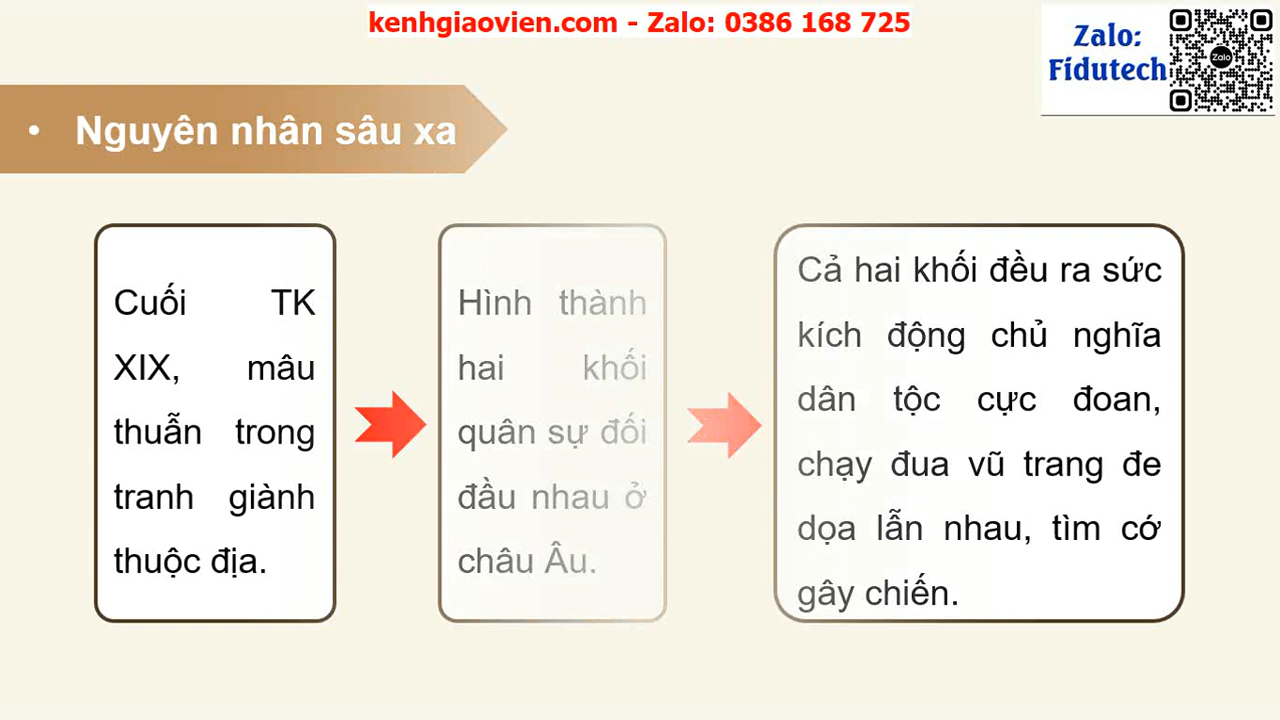 kenhgiaovien.com - Zalo: 0386 168 725
Zalo:
Fidutech
Zalo
• Nguyên nhân sâu xa
Cuối TK
XIX, mâu
thuẫn trong
tranh giành
thuộc địa.
Hình thành
hai khối
quân sự đối
đầu nhau ở
châu Âu.
Cả hai khối đều ra sức
kích động chủ nghĩa
dân tộc cực đoan,
chạy đua vũ trang đe
dọa lẫn nhau, tìm cớ
gây chiến.